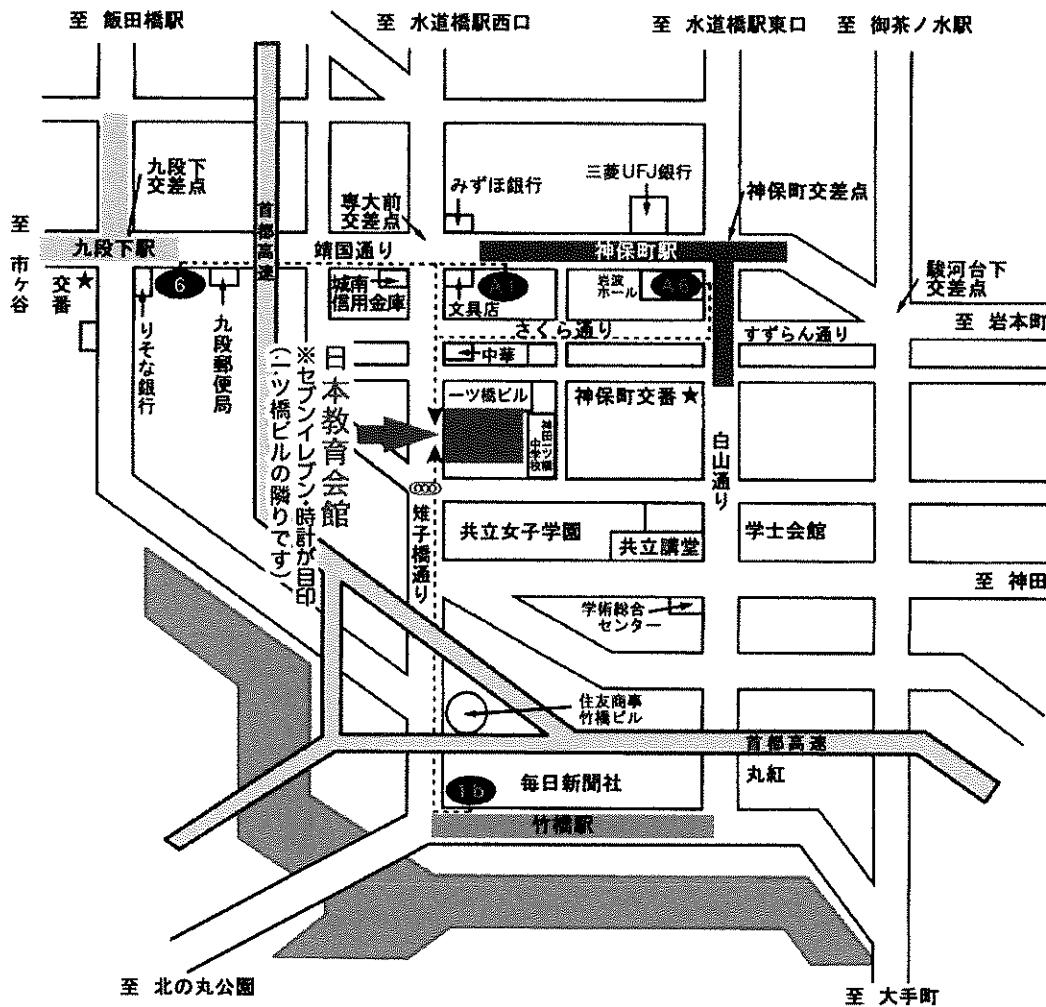 至 飯田橋駅
至 水道橋駅西口
至 水道橋駅東口
至 御茶ノ水駅
九段下
交差点
みずほ銀行
三菱UFJ銀行
神保町交差点
専大前
交差点
首都高速
至 市ヶ谷
九段下駅
靖国通り
神保町駅
駿河台下
交差点
交番★
6
城南
信用金庫
A1
文具店
岩波
ホール
A6
至 岩本町
りそな銀行
九段郵便局
さくら通り
すずらん通り
中華
日本教育会館
※セブンイレブン・時計が目印
(一ツ橋ビルの隣りです)
一ツ橋ビル
神田一ツ橋
中学校
神保町交番★
白山通り
雉子橋通り
共立女子学園
共立講堂
学士会館
至 神田
学術総合
センター
住友商事
竹橋ビル
首都高速
丸紅
1b
毎日新聞社
竹橋駅
至 北の丸公園
至 大手町